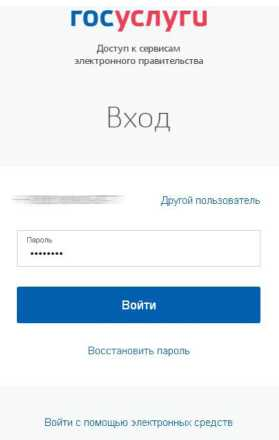 госуслуги
Доступ к сервисам
электронного правительства
Вход
Другой пользователь
Пароль
••••••••
Войти
Восстановить пароль
Войти с помощью электронных средств